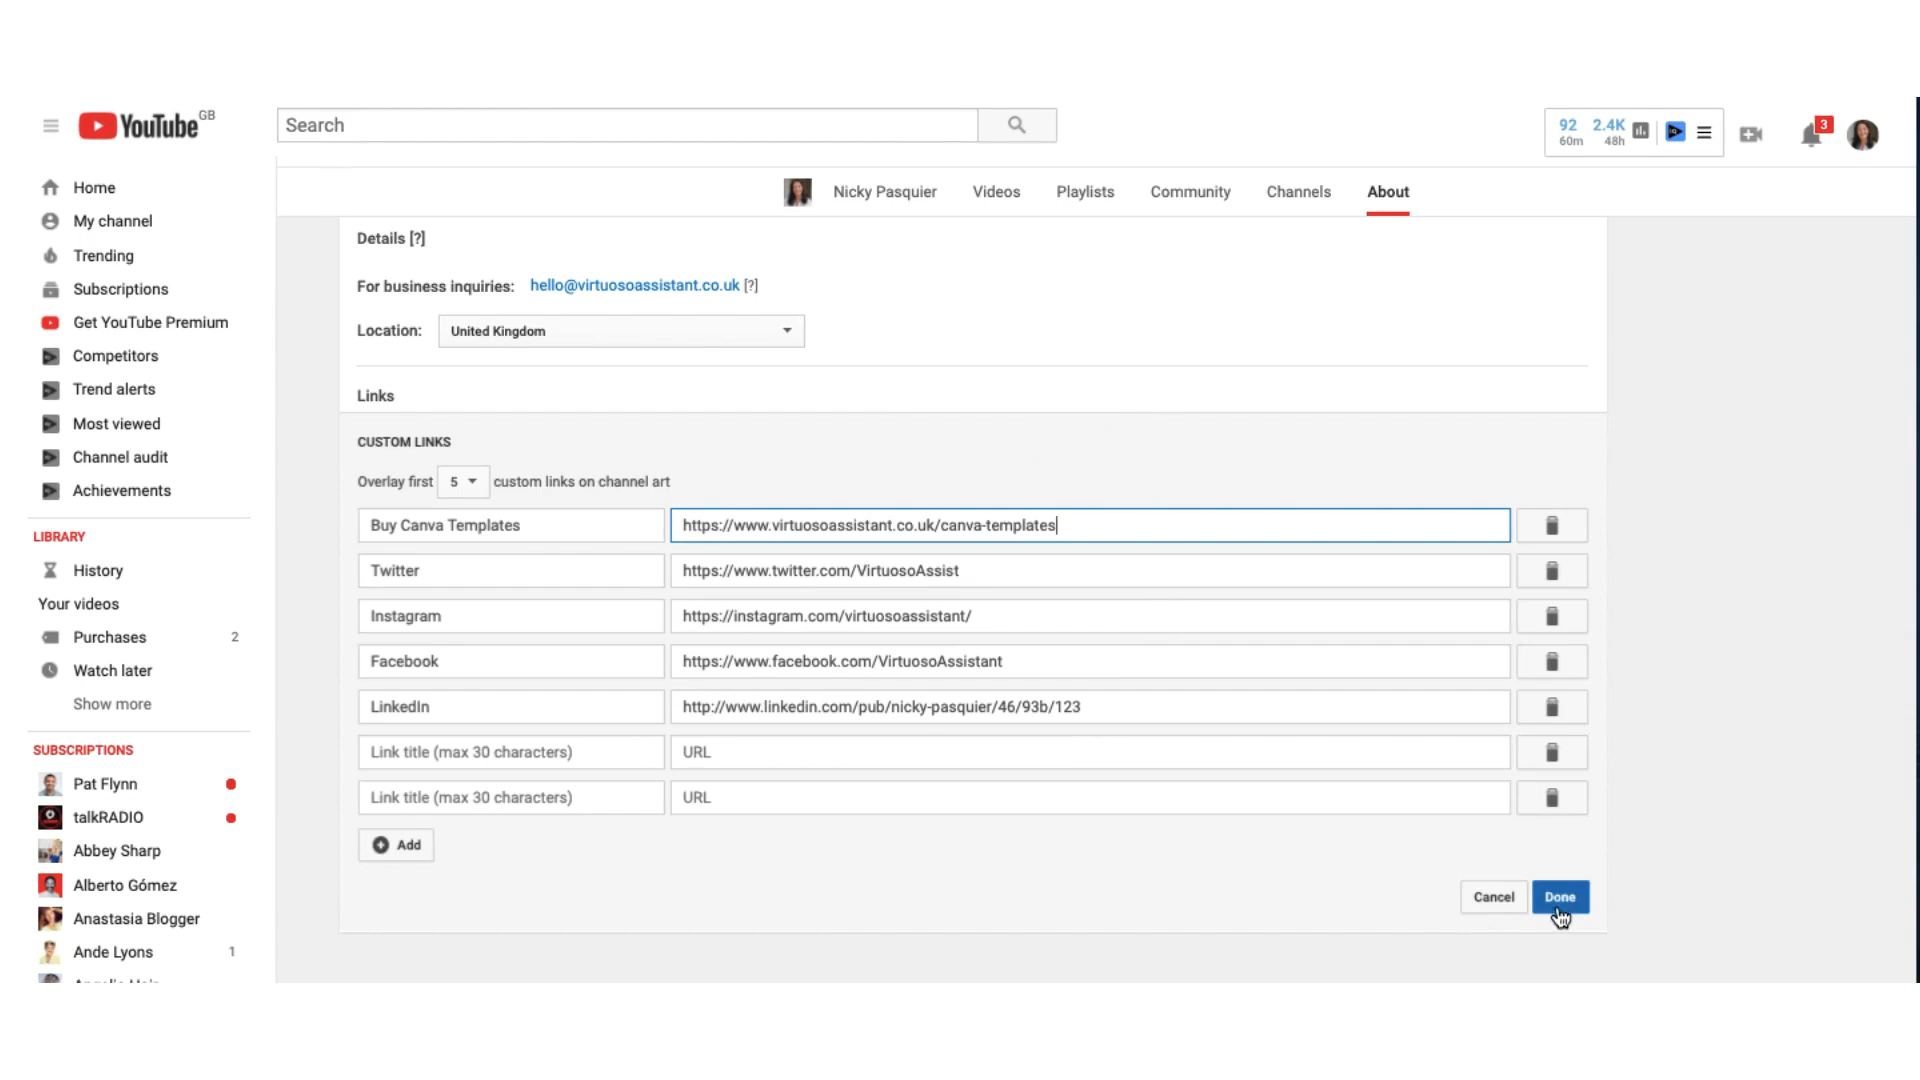 YouTube GB
Search
92 2.4K
60m 48h
3
Home
My channel
Trending
Subscriptions
Get YouTube Premium
Competitors
Trend alerts
Most viewed
Channel audit
Achievements
LIBRARY
History
Your videos
Purchases 2
Watch later
Show more
SUBSCRIPTIONS
Pat Flynn
talkRADIO
Abbey Sharp
Alberto Gómez
Anastasia Blogger
Ande Lyons 1
Nicky Pasquier Videos Playlists Community Channels About
Details [?]
For business inquiries: hello@virtuosoassistant.co.uk [?]
Location: United Kingdom
Links
CUSTOM LINKS
Overlay first 5 custom links on channel art
Buy Canva Templates https://www.virtuosoassistant.co.uk/canva-templates
Twitter https://www.twitter.com/VirtuosoAssist
Instagram https://instagram.com/virtuosoassistant/
Facebook https://www.facebook.com/VirtuosoAssistant
LinkedIn http://www.linkedin.com/pub/nicky-pasquier/46/93b/123
Link title (max 30 characters) URL
Link title (max 30 characters) URL
Add
Cancel Done